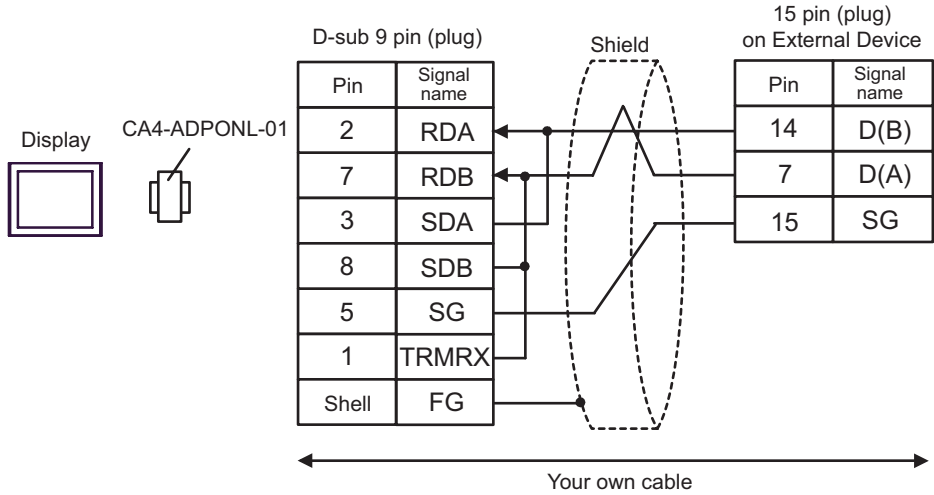 15 pin (plug)
D-sub 9 pin (plug)
Shield
on External Device
Pin Signal name
Pin Signal name
CA4-ADPONL-01
Display
2 RDA
14 D(B)
7 RDB
7 D(A)
3 SDA
15 SG
8 SDB
5 SG
1 TRMRX
Shell FG
Your own cable